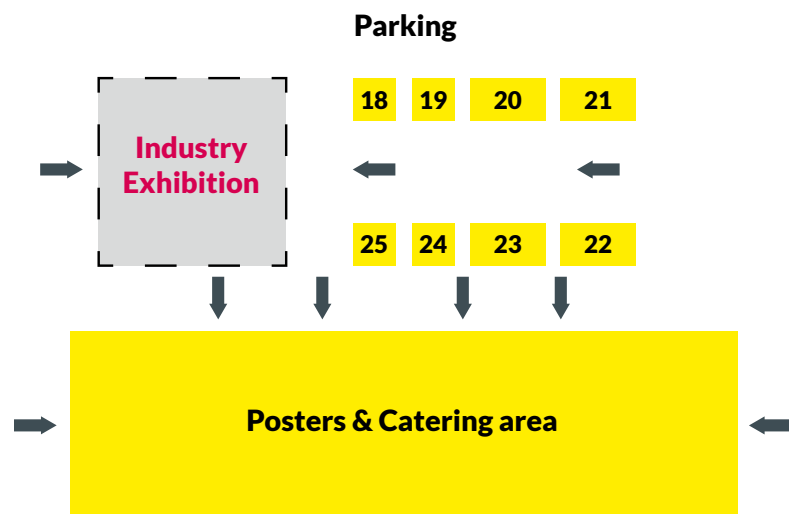 Parking
18 19 20 21
Industry
Exhibition
25 24 23 22
Posters & Catering area